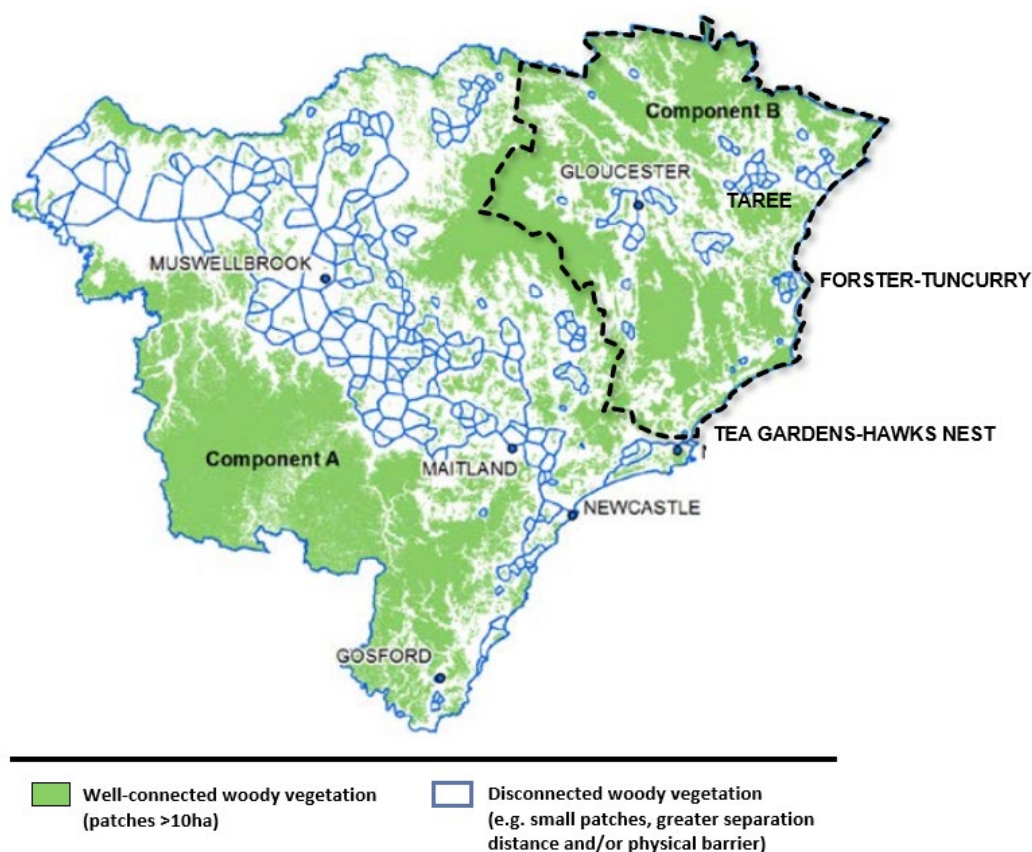 Component B
GLOUCESTER
TAREE
MUSWELLBROOK
FORSTER-TUNCURRY
TEA GARDENS-HAWKS NEST
Component A
MAITLAND
NEWCASTLE
GOSFORD
Well-connected woody vegetation
(patches >10ha)
Disconnected woody vegetation
(e.g. small patches, greater separation
distance and/or physical barrier)